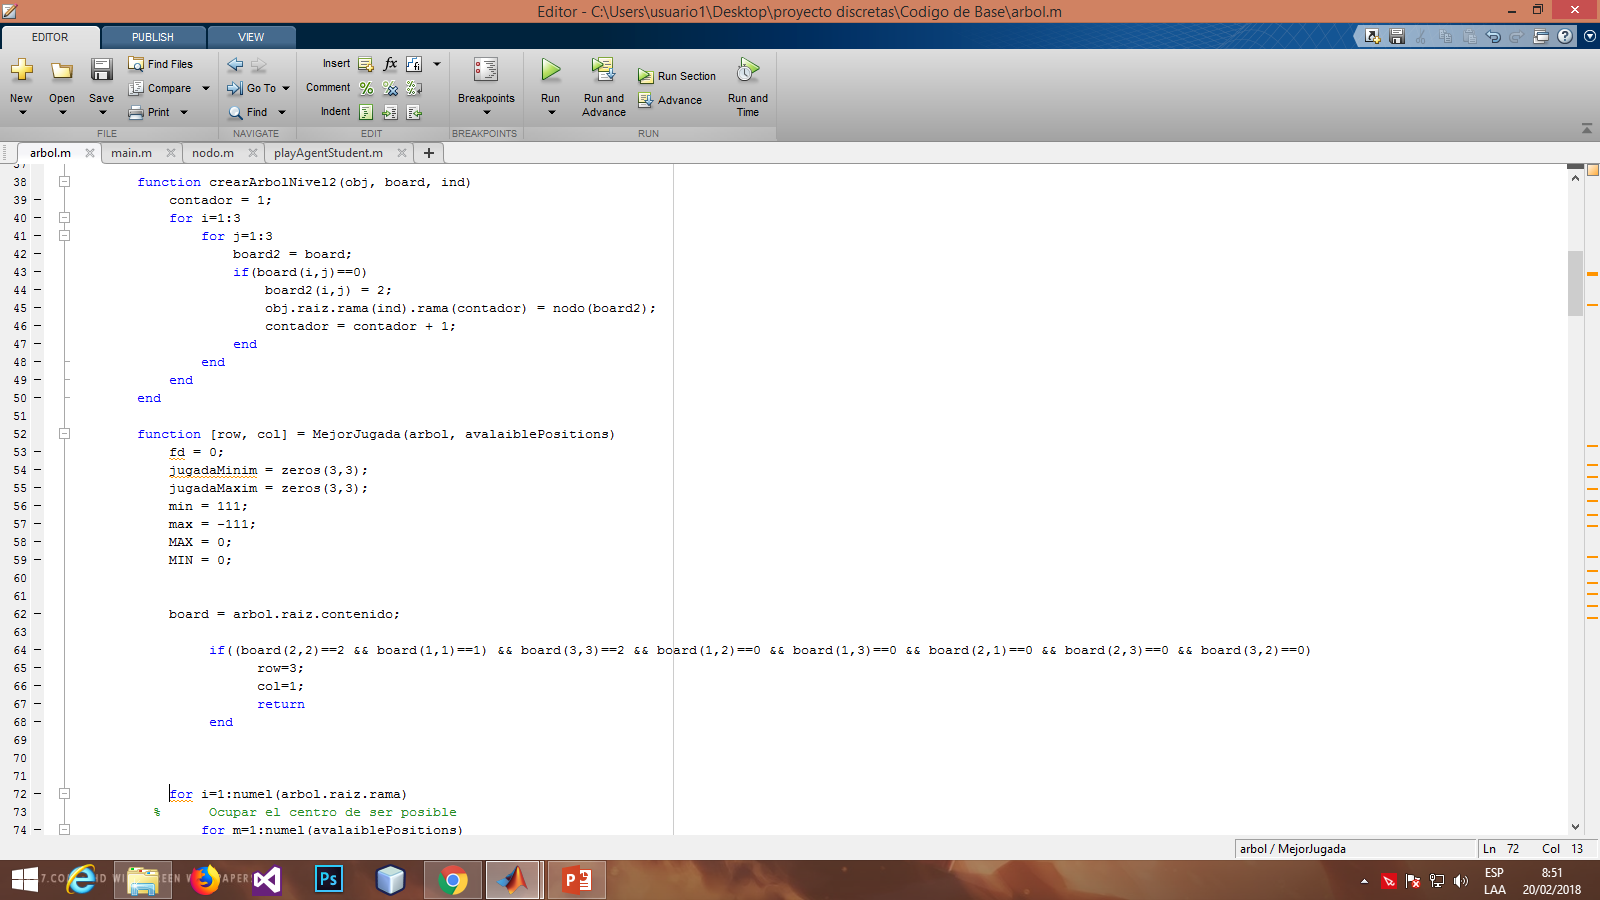 Editor - C:\Users\usuario1\Desktop\proyecto discretas\Codigo de Base\arbol.m
EDITOR PUBLISH VIEW
New Open Save Find Files Compare Print
Go To Find
Insert fx
Comment
Indent
Breakpoints
Run Run and Advance Run Section Advance Run and Time
FILE NAVIGATE EDIT BREAKPOINTS RUN
arbol.m main.m nodo.m playAgentStudent.m
37
38 function crearArbolNivel2(obj, board, ind)
39 contador = 1;
40 for i=1:3
41 for j=1:3
42 board2 = board;
43 if(board(i,j)==0)
44 board2(i,j) = 2;
45 obj.raiz.rama(ind).rama(contador) = nodo(board2);
46 contador = contador + 1;
47 end
48 end
49 end
50 end
51
52 function [row, col] = MejorJugada(arbol, avalaiblePositions)
53 fd = 0;
54 jugadaMinim = zeros(3,3);
55 jugadaMaxim = zeros(3,3);
56 min = 111;
57 max = -111;
58 MAX = 0;
59 MIN = 0;
60
61
62 board = arbol.raiz.contenido;
63
64 if((board(2,2)==2 && board(1,1)==1) && board(3,3)==2 && board(1,2)==0 && board(1,3)==0 && board(2,1)==0 && board(2,3)==0 && board(3,2)==0)
65 row=3;
66 col=1;
67 return
68 end
69
70
71
72 for i=1:numel(arbol.raiz.rama)
73 % Ocupar el centro de ser posible
74 for m=1:numel(avalaiblePositions)
arbol / MejorJugada Ln 72 Col 13
Ps
ESP
LAA
8:51
20/02/2018